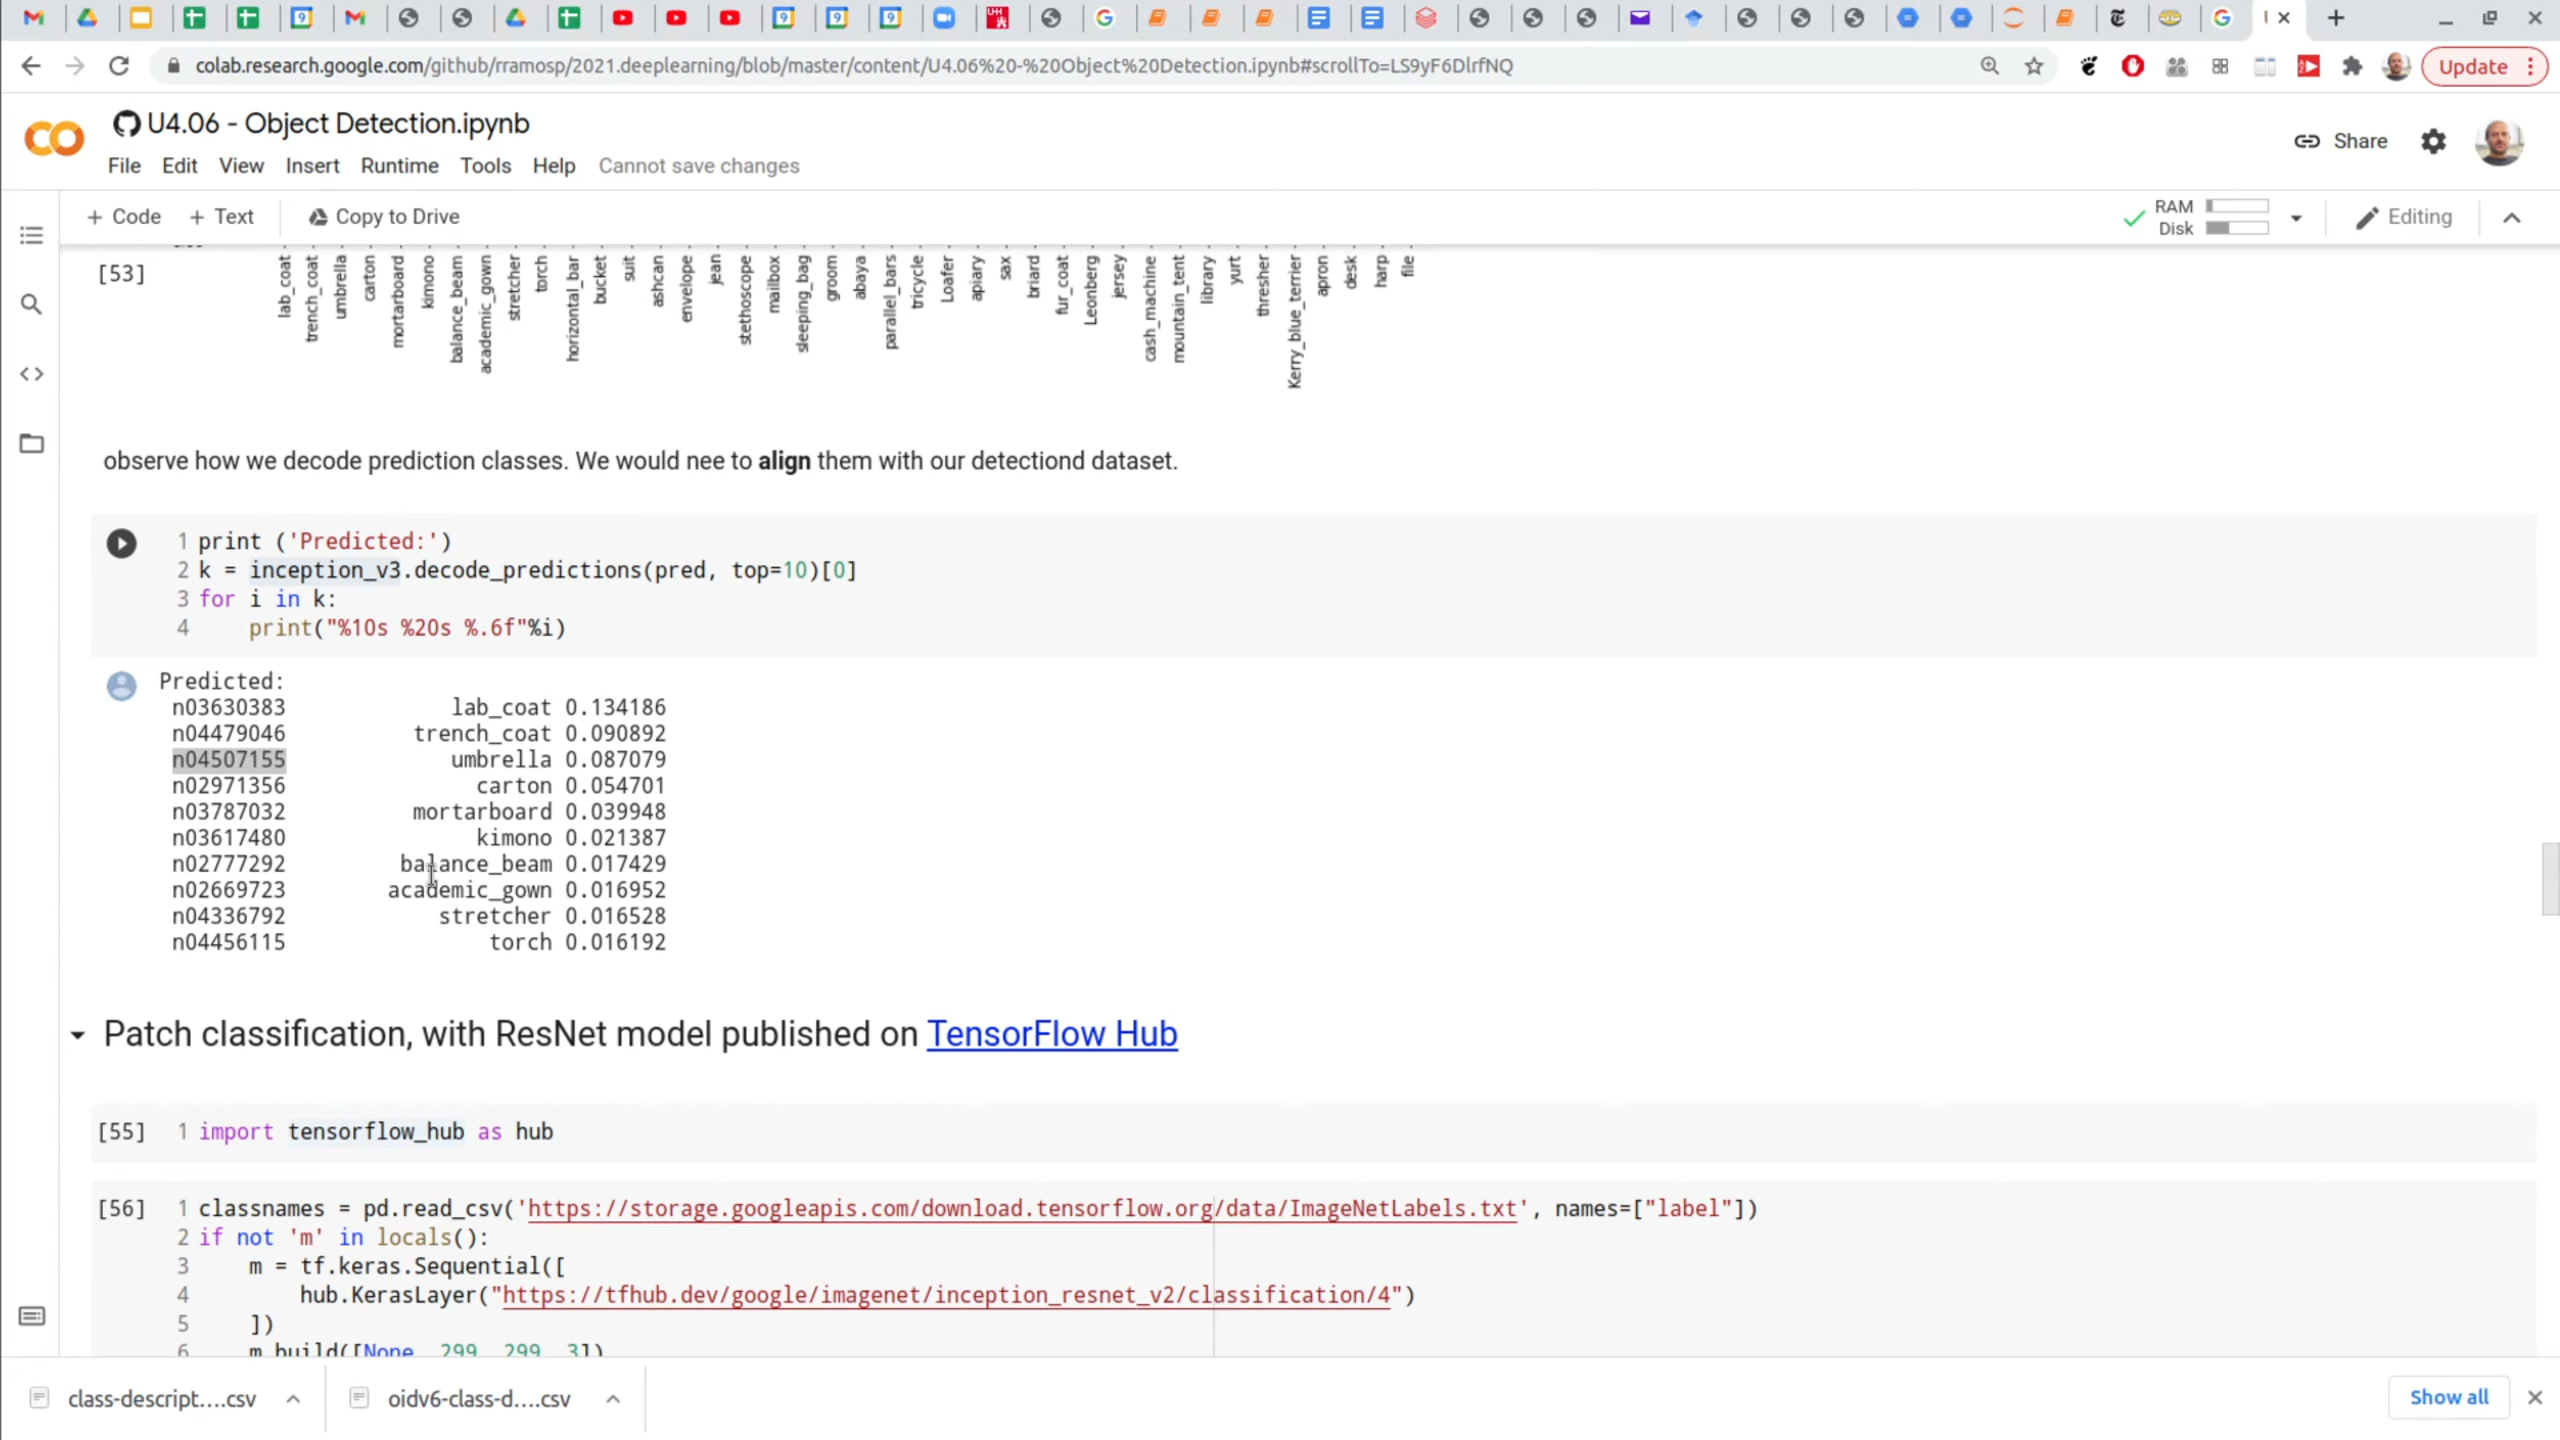 colab.research.google.com/github/rramosp/2021.deeplearning/blob/master/content/U4.06%20-%20Object%20Detection.ipynb#scrollTo=LS9yF6DlrfNQ
Update
U4.06 - Object Detection.ipynb
Share
File Edit View Insert Runtime Tools Help Cannot save changes
+ Code + Text Copy to Drive
RAM
Disk
Editing
[53]
lab_coat
trench_coat
umbrella
carton
mortarboard
kimono
balance_beam
academic_gown
stretcher
torch
horizontal_bar
bucket
suit
ashcan
envelope
jean
stethoscope
mailbox
sleeping_bag
groom
abaya
parallel_bars
tricycle
Loafer
apiary
sax
briard
fur_coat
Leonberg
jersey
cash_machine
mountain_tent
library
yurt
thresher
Kerry_blue_terrier
apron
desk
harp
file
observe how we decode prediction classes. We would nee to align them with our detectiond dataset.
1 print ('Predicted:')
2 k = inception_v3.decode_predictions(pred, top=10)[0]
3 for i in k:
4     print("%10s %20s %.6f"%i)
Predicted:
n03630383 lab_coat 0.134186
n04479046 trench_coat 0.090892
n04507155 umbrella 0.087079
n02971356 carton 0.054701
n03787032 mortarboard 0.039948
n03617480 kimono 0.021387
n02777292 balance_beam 0.017429
n02669723 academic_gown 0.016952
n04336792 stretcher 0.016528
n04456115 torch 0.016192
Patch classification, with ResNet model published on TensorFlow Hub
[55] 1 import tensorflow_hub as hub
[56] 1 classnames = pd.read_csv('https://storage.googleapis.com/download.tensorflow.org/data/ImageNetLabels.txt', names=["label"])
2 if not 'm' in locals():
3     m = tf.keras.Sequential([
4         hub.KerasLayer("https://tfhub.dev/google/imagenet/inception_resnet_v2/classification/4")
5     ])
6     m.build([None, 299, 299, 3])
class-descript....csv
oidv6-class-d....csv
Show all